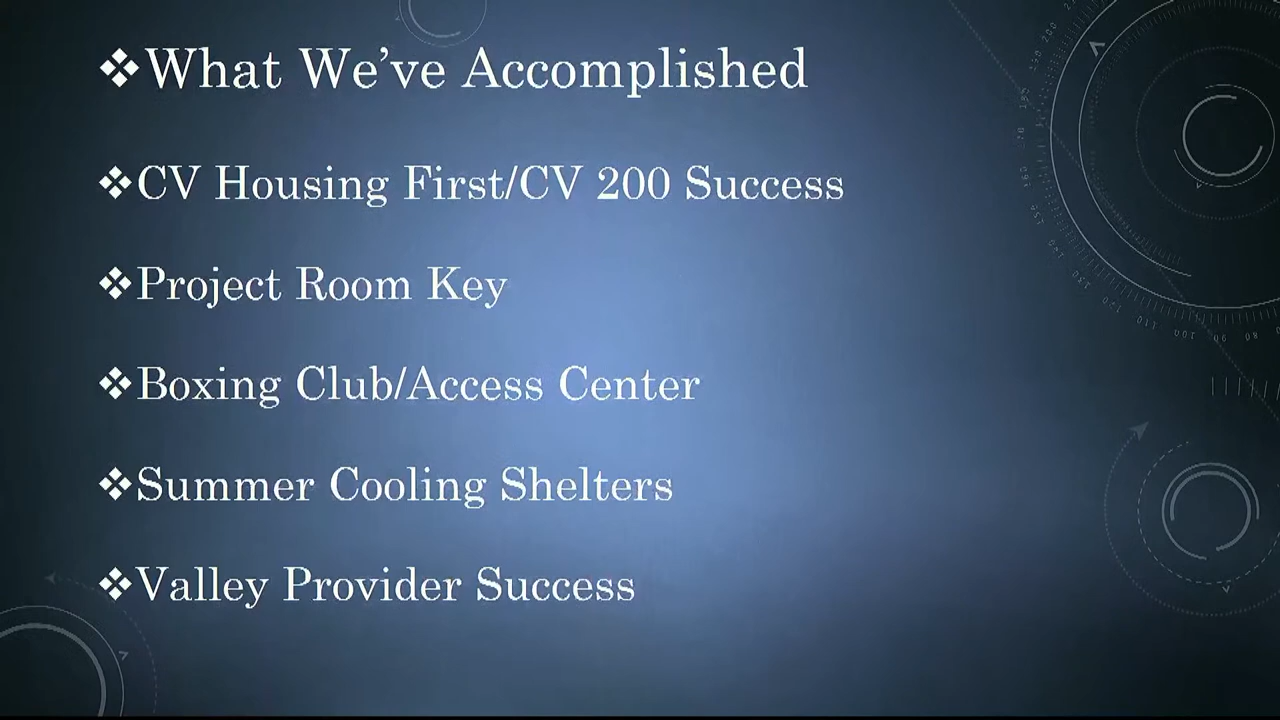 ❖What We've Accomplished
❖CV Housing First/CV 200 Success
❖Project Room Key
❖Boxing Club/Access Center
❖Summer Cooling Shelters
❖Valley Provider Success